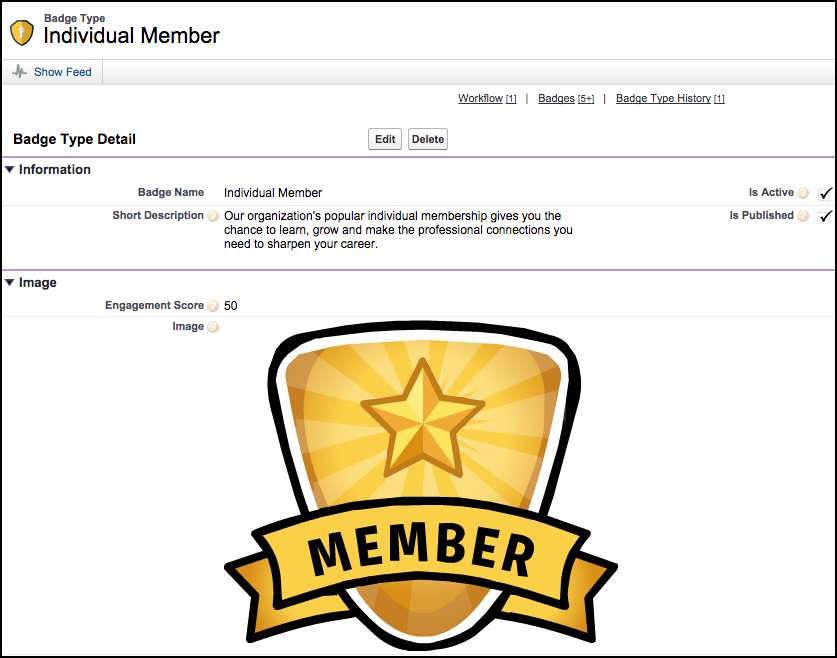 Badge Type
Individual Member
Show Feed
Workflow [1] | Badges [5+] | Badge Type History [1]
Badge Type Detail
Edit
Delete
Information
Badge Name
Individual Member
Is Active ?
Short Description ?
Our organization's popular individual membership gives you the
chance to learn, grow and make the professional connections you
need to sharpen your career.
Is Published ?
Image
Engagement Score ?
50
Image ?
MEMBER